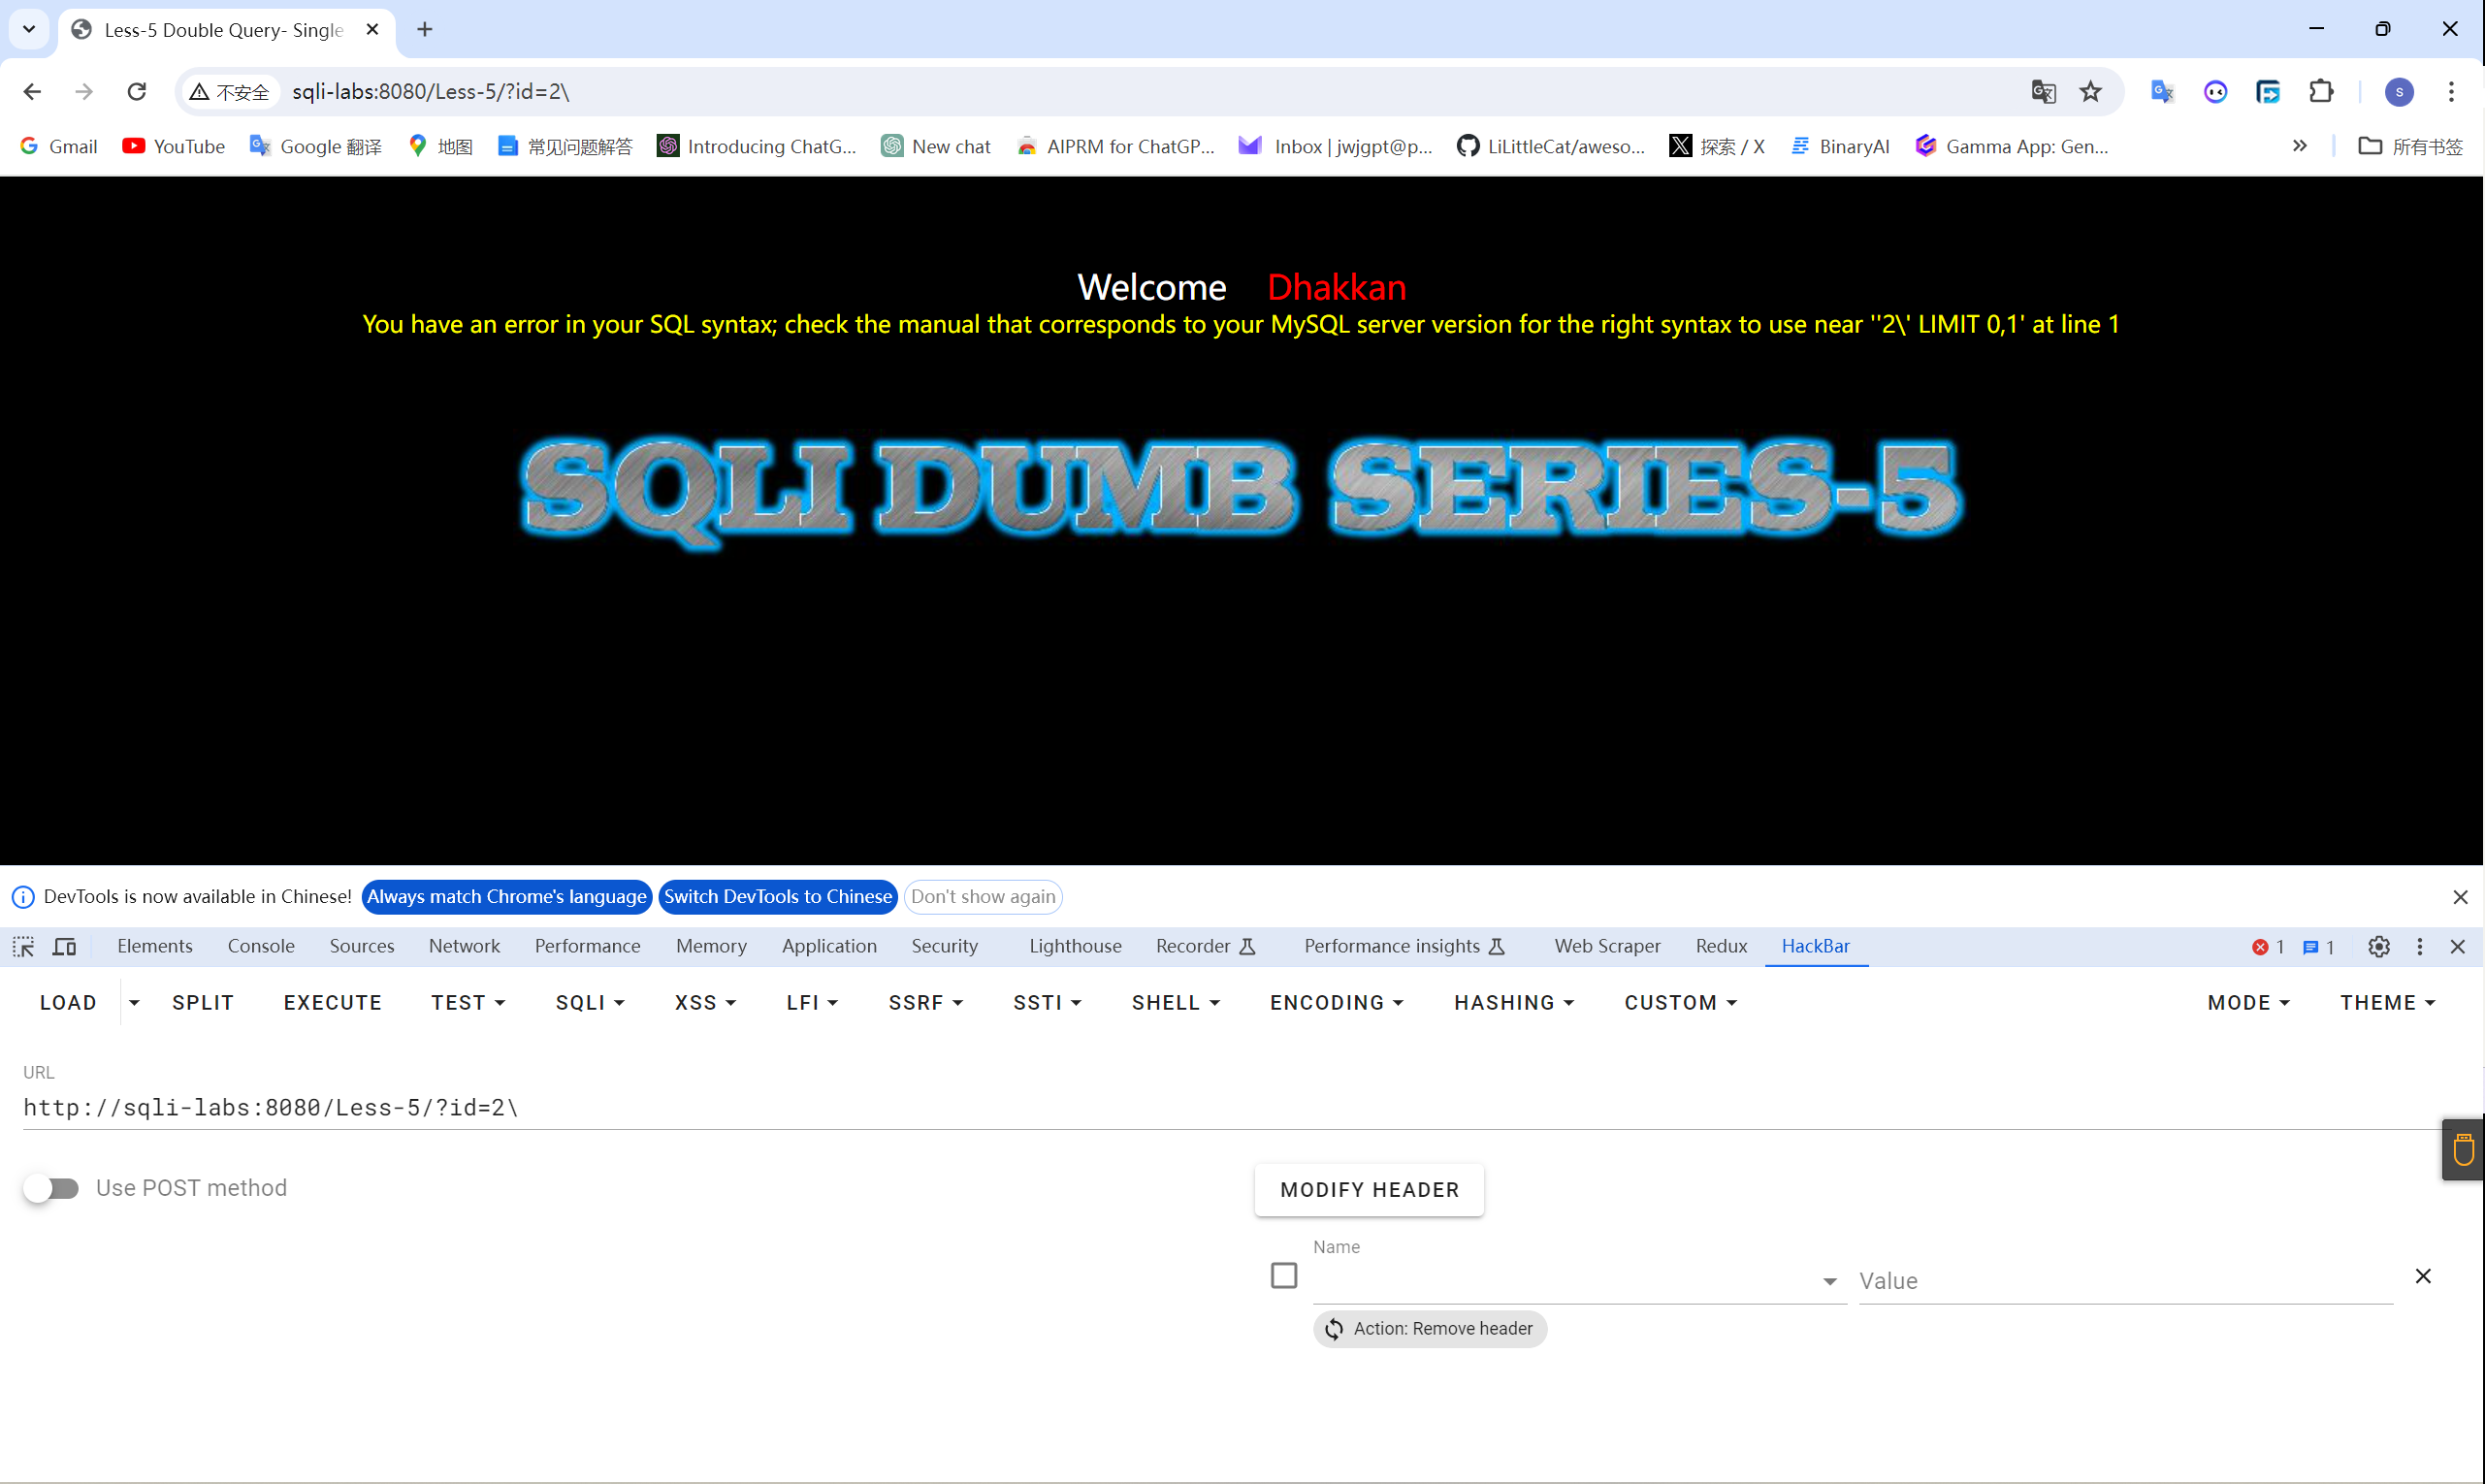 Less-5 Double Query- Single
不安全 sqli-labs:8080/Less-5/?id=2\ S
Gmail YouTube Google 翻译 地图 常见问题解答 Introducing ChatG... New chat AIPRM for ChatGP... Inbox | jwjgpt@p... LiLittleCat/aweso... 探索 / X BinaryAI Gamma App: Gen... » 所有书签
Welcome Dhakkan
You have an error in your SQL syntax; check the manual that corresponds to your MySQL server version for the right syntax to use near ''2\' LIMIT 0,1' at line 1
SQLI DUMB SERIES-5
DevTools is now available in Chinese! Always match Chrome's language Switch DevTools to Chinese Don't show again
Elements Console Sources Network Performance Memory Application Security Lighthouse Recorder Performance insights Web Scraper Redux HackBar 1 1
LOAD SPLIT EXECUTE TEST SQLI XSS LFI SSRF SSTI SHELL ENCODING HASHING CUSTOM MODE THEME
URL
http://sqli-labs:8080/Less-5/?id=2\
Use POST method MODIFY HEADER
Name
Value
Action: Remove header